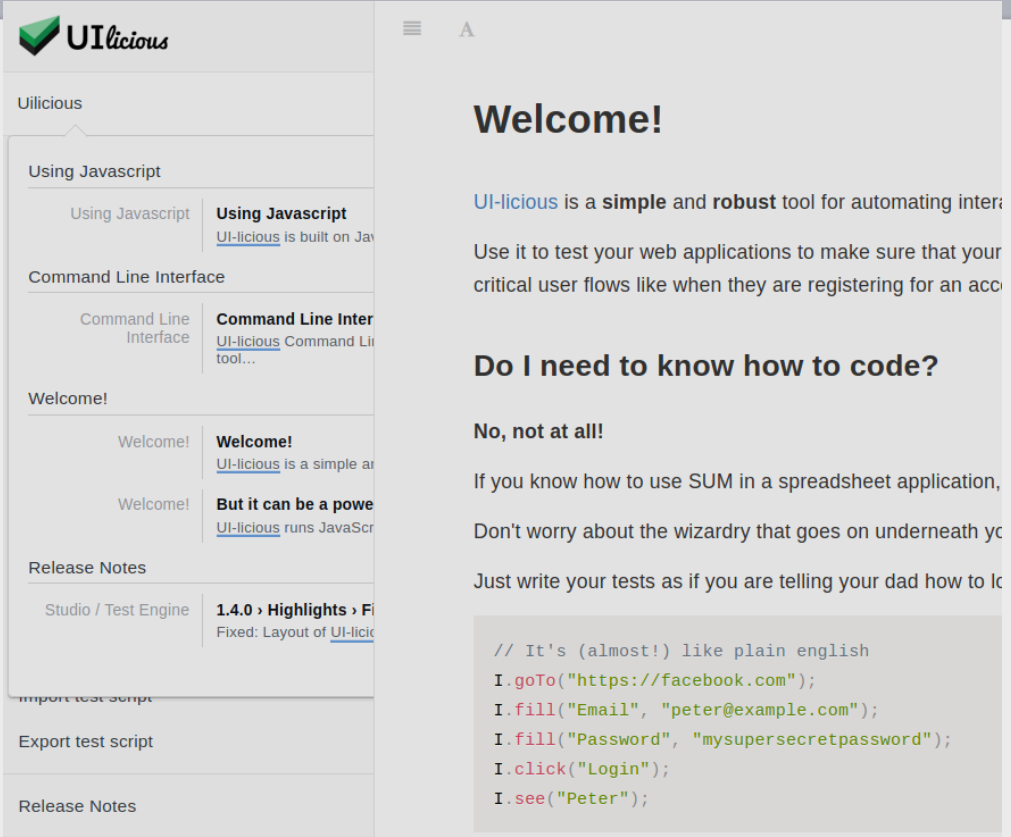 UIlicious
Uilicious
Using Javascript
Using Javascript
Using Javascript
UI-licious is built on Jav
Command Line Interface
Command Line
Interface
Command Line Inter
UI-licious Command Li
tool…
Welcome!
Welcome!
Welcome!
UI-licious is a simple an
Welcome!
But it can be a powe
UI-licious runs JavaScr
Release Notes
Studio / Test Engine
1.4.0 › Highlights › Fi
Fixed: Layout of UI-licio
Import test script
Export test script
Release Notes
A
Welcome!
UI-licious is a simple and robust tool for automating intera
Use it to test your web applications to make sure that your
critical user flows like when they are registering for an acco
Do I need to know how to code?
No, not at all!
If you know how to use SUM in a spreadsheet application,
Don't worry about the wizardry that goes on underneath yo
Just write your tests as if you are telling your dad how to lo
// It's (almost!) like plain english
I.goTo("https://facebook.com");
I.fill("Email", "peter@example.com");
I.fill("Password", "mysupersecretpassword");
I.click("Login");
I.see("Peter");